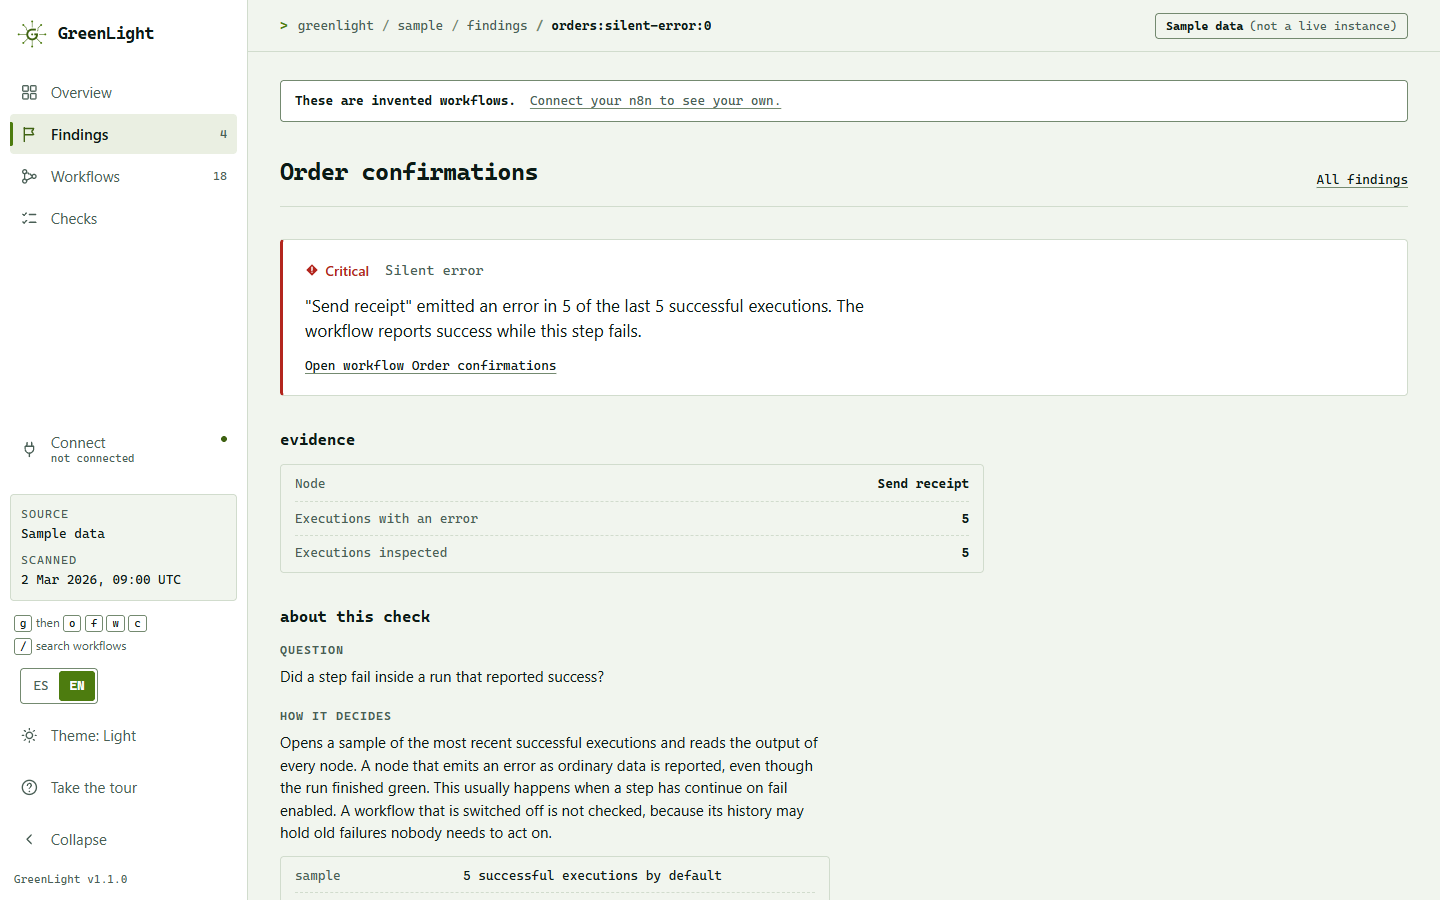 GreenLight
Overview
Findings 4
Workflows 18
Checks
Connect
not connected
SOURCE
Sample data
SCANNED
2 Mar 2026, 09:00 UTC
g then o f w c
/ search workflows
ES EN
Theme: Light
Take the tour
Collapse
GreenLight v1.1.0
> greenlight / sample / findings / orders:silent-error:0
Sample data (not a live instance)
These are invented workflows. Connect your n8n to see your own.
Order confirmations
All findings
Critical Silent error
"Send receipt" emitted an error in 5 of the last 5 successful executions. The
workflow reports success while this step fails.
Open workflow Order confirmations
evidence
Node Send receipt
Executions with an error 5
Executions inspected 5
about this check
QUESTION
Did a step fail inside a run that reported success?
HOW IT DECIDES
Opens a sample of the most recent successful executions and reads the output of
every node. A node that emits an error as ordinary data is reported, even though
the run finished green. This usually happens when a step has continue on fail
enabled. A workflow that is switched off is not checked, because its history may
hold old failures nobody needs to act on.
sample 5 successful executions by default